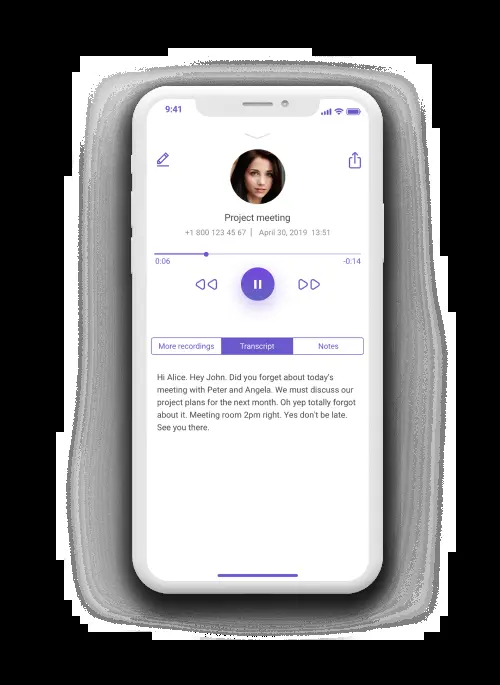 9:41
Project meeting
+1 800 123 45 67 | April 30, 2019 13:51
0:06 -0:14
More recordings Transcript Notes
Hi Alice. Hey John. Did you forget about today's
meeting with Peter and Angela. We must discuss our
project plans for the next month. Oh yep totally forgot
about it. Meeting room 2pm right. Yes don't be late.
See you there.